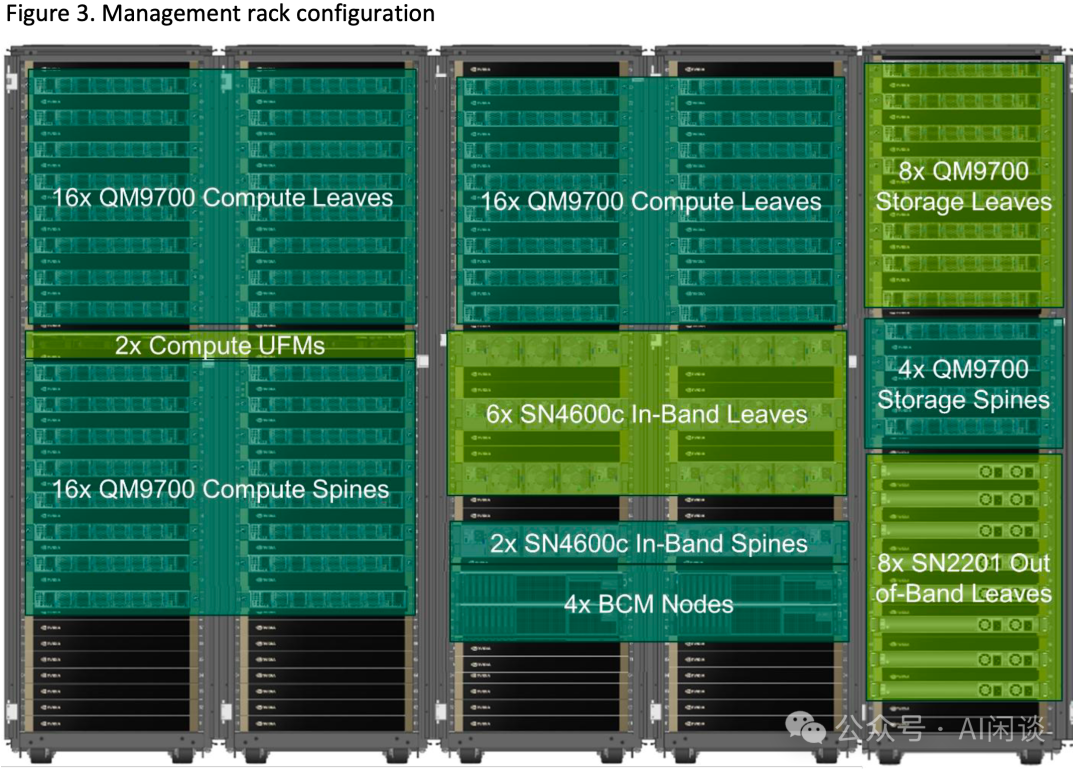 Figure 3. Management rack configuration
16x QM9700 Compute Leaves
2x Compute UFMs
16x QM9700 Compute Spines
16x QM9700 Compute Leaves
6x SN4600c In-Band Leaves
2x SN4600c In-Band Spines
4x BCM Nodes
8x QM9700
Storage Leaves
4x QM9700
Storage Spines
8x SN2201 Out
of-Band Leaves
公众号 · AI闲谈